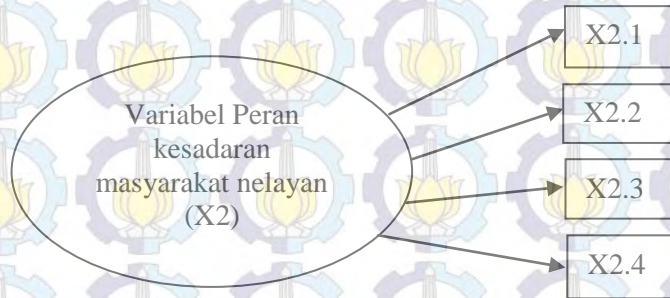 Variabel Peran
kesadaran
masyarakat nelayan
(X2)
X2.1
X2.2
X2.3
X2.4